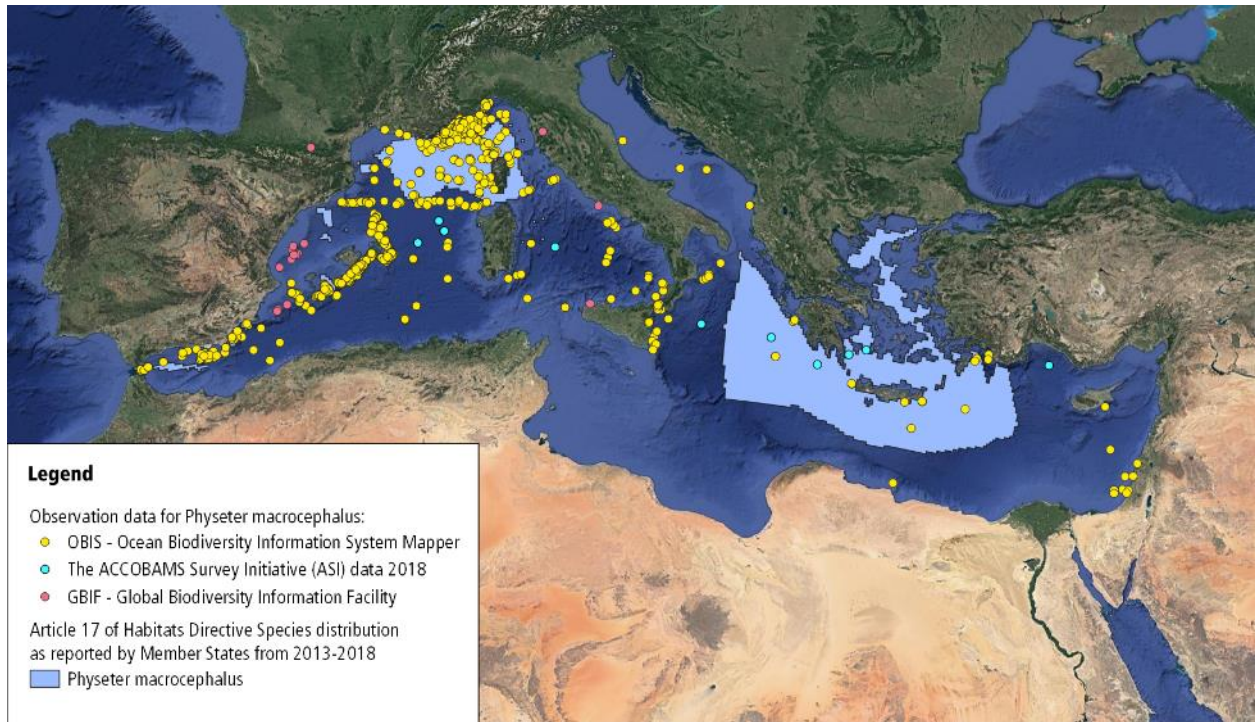 Legend
Observation data for Physeter macrocephalus:
OBIS - Ocean Biodiversity Information System Mapper
The ACCOBAMS Survey Initiative (ASI) data 2018
GBIF - Global Biodiversity Information Facility
Article 17 of Habitats Directive Species distribution
as reported by Member States from 2013-2018
Physeter macrocephalus